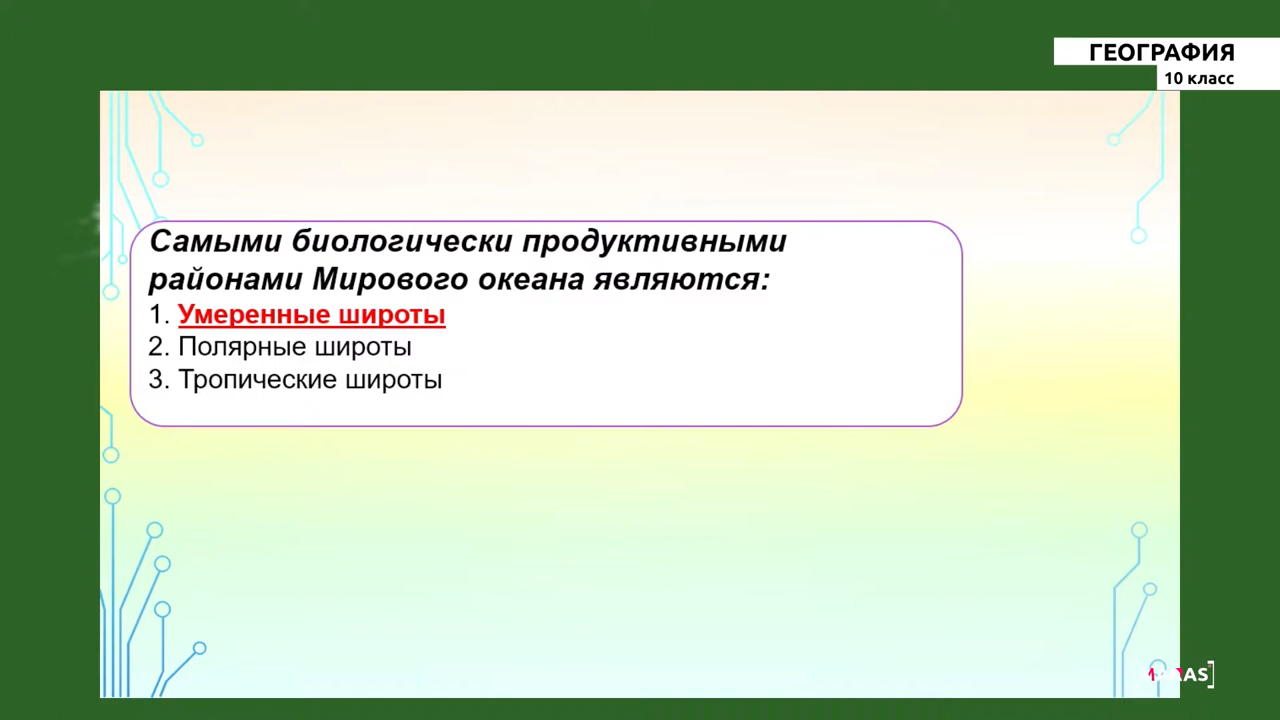 ГЕОГРАФИЯ
10 класс
Самыми биологически продуктивными
районами Мирового океана являются:
1. Умеренные широты
2. Полярные широты
3. Тропические широты